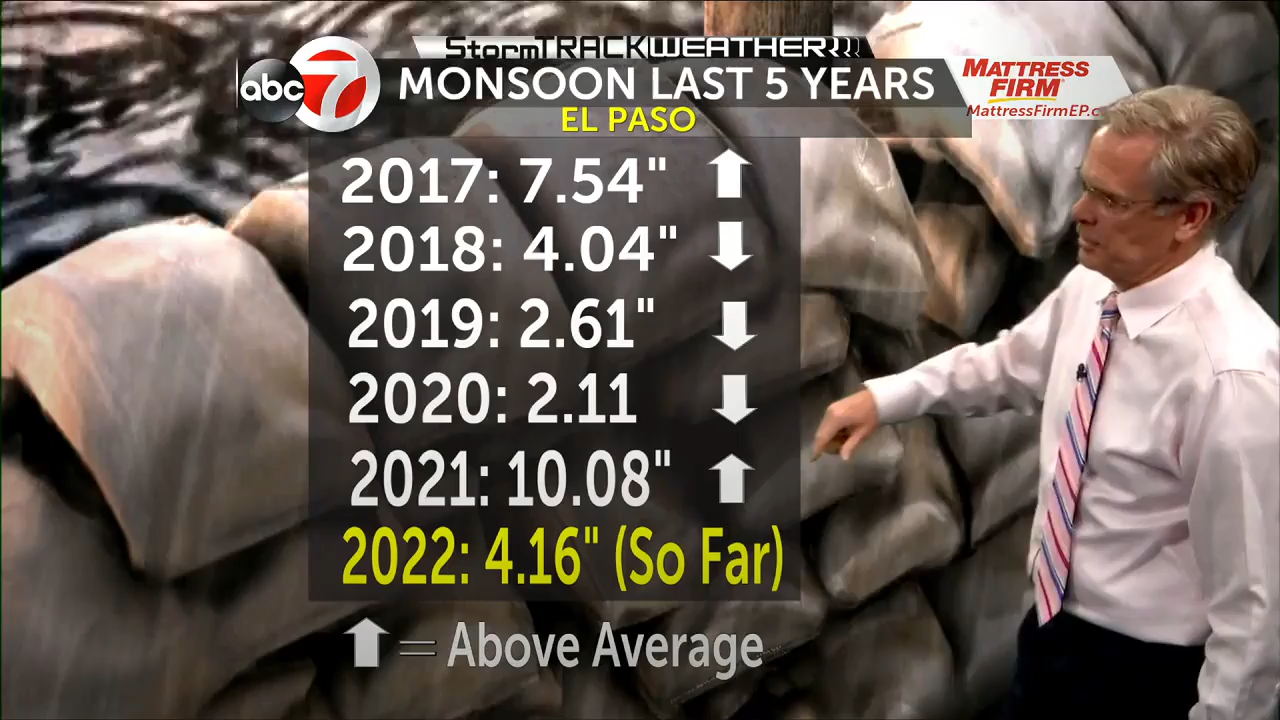 StormTRACKWEATHER
abc 7
MONSOON LAST 5 YEARS
EL PASO
MATTRESS
FIRM
MattressFirmEP.c
2017: 7.54"
2018: 4.04"
2019: 2.61"
2020: 2.11
2021: 10.08"
2022: 4.16" (So Far)
= Above Average